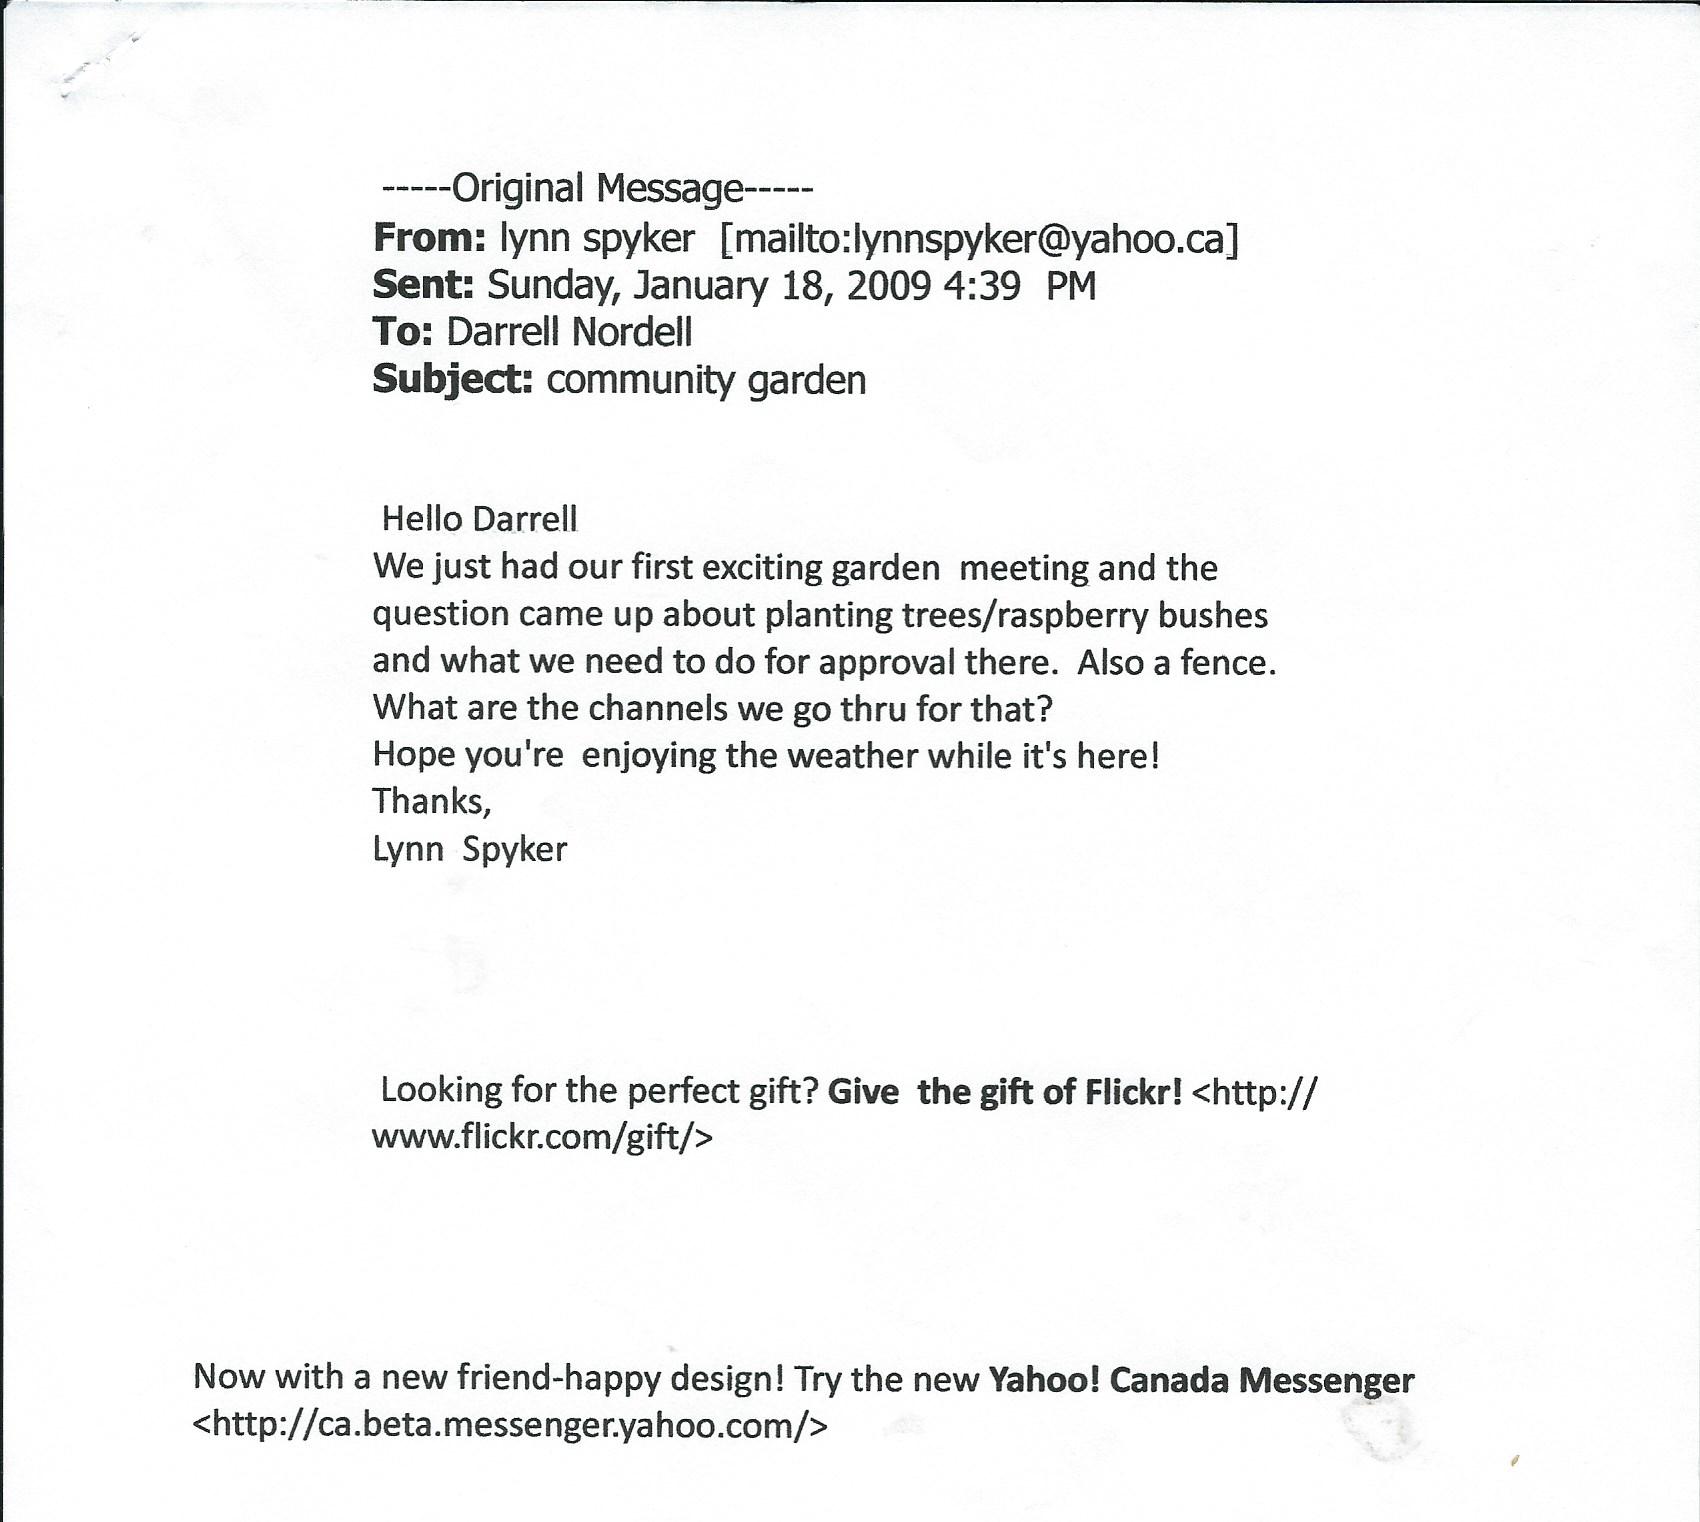 -----Original Message-----
From: lynn spyker  [mailto:lynnspyker@yahoo.ca]
Sent: Sunday, January 18, 2009 4:39  PM
To: Darrell Nordell
Subject: community garden
Hello Darrell
We just had our first exciting garden  meeting and the
question came up about planting trees/raspberry bushes
and what we need to do for approval there.  Also a fence.
What are the channels we go thru for that?
Hope you're  enjoying the weather while it's here!
Thanks,
Lynn  Spyker
Looking for the perfect gift? Give  the gift of Flickr! <http://
www.flickr.com/gift/>
Now with a new friend-happy design! Try the new Yahoo! Canada Messenger
<http://ca.beta.messenger.yahoo.com/>